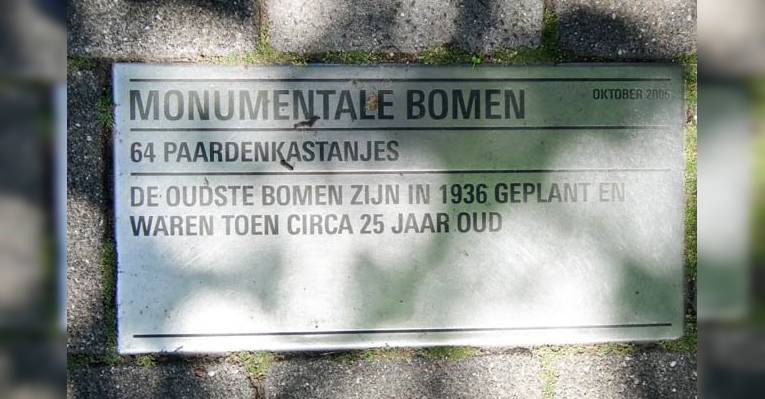 MONUMENTALE BOMEN
OKTOBER 2005
64 PAARDENKASTANJES
DE OUDSTE BOMEN ZIJN IN 1936 GEPLANT EN
WAREN TOEN CIRCA 25 JAAR OUD